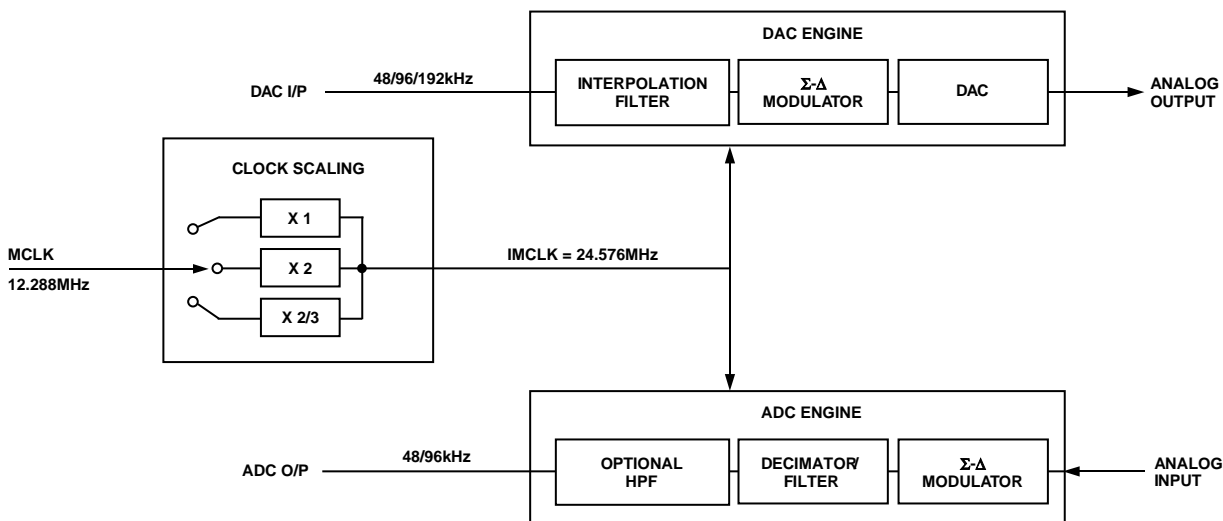 DAC ENGINE
DAC I/P
48/96/192kHz
INTERPOLATION
FILTER
Σ-Δ
MODULATOR
DAC
ANALOG
OUTPUT
CLOCK SCALING
X 1
MCLK
12.288MHz
X 2
IMCLK = 24.576MHz
X 2/3
ADC ENGINE
ADC O/P
48/96kHz
OPTIONAL
HPF
DECIMATOR/
FILTER
Σ-Δ
MODULATOR
ANALOG
INPUT